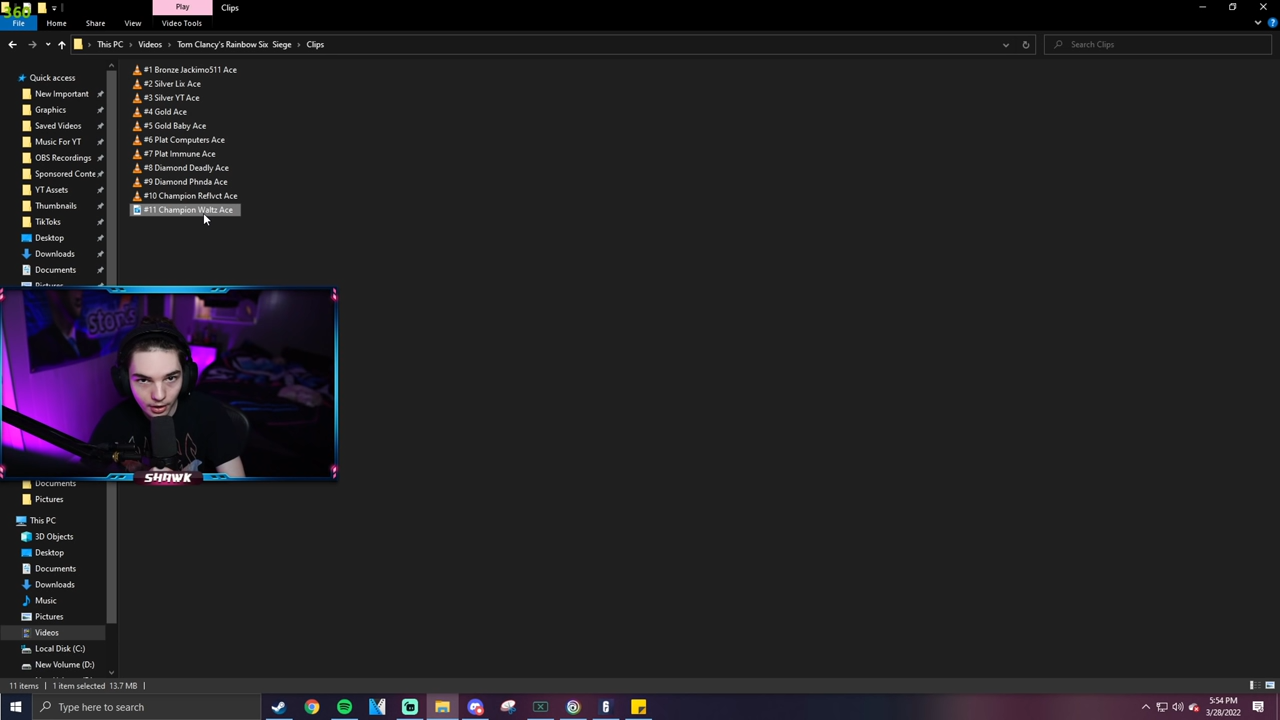 360
Play
Clips
File
Home
Share
View
Video Tools
This PC
Videos
Tom Clancy's Rainbow Six Siege
Clips
Search Clips
Quick access
New Important
Graphics
Saved Videos
Music For YT
OBS Recordings
Sponsored Conte
YT Assets
Thumbnails
TikToks
Desktop
Downloads
Documents
Pictures
#1 Bronze Jackimo511 Ace
#2 Silver Lix Ace
#3 Silver YT Ace
#4 Gold Ace
#5 Gold Baby Ace
#6 Plat Computers Ace
#7 Plat Immune Ace
#8 Diamond Deadly Ace
#9 Diamond Phnda Ace
#10 Champion Reflvct Ace
#11 Champion Waltz Ace
SHAWK
Documents
Pictures
This PC
3D Objects
Desktop
Documents
Downloads
Music
Pictures
Videos
Local Disk (C:)
New Volume (D:)
11 items
1 item selected 13.7 MB
Type here to search
5:54 PM
3/28/2022